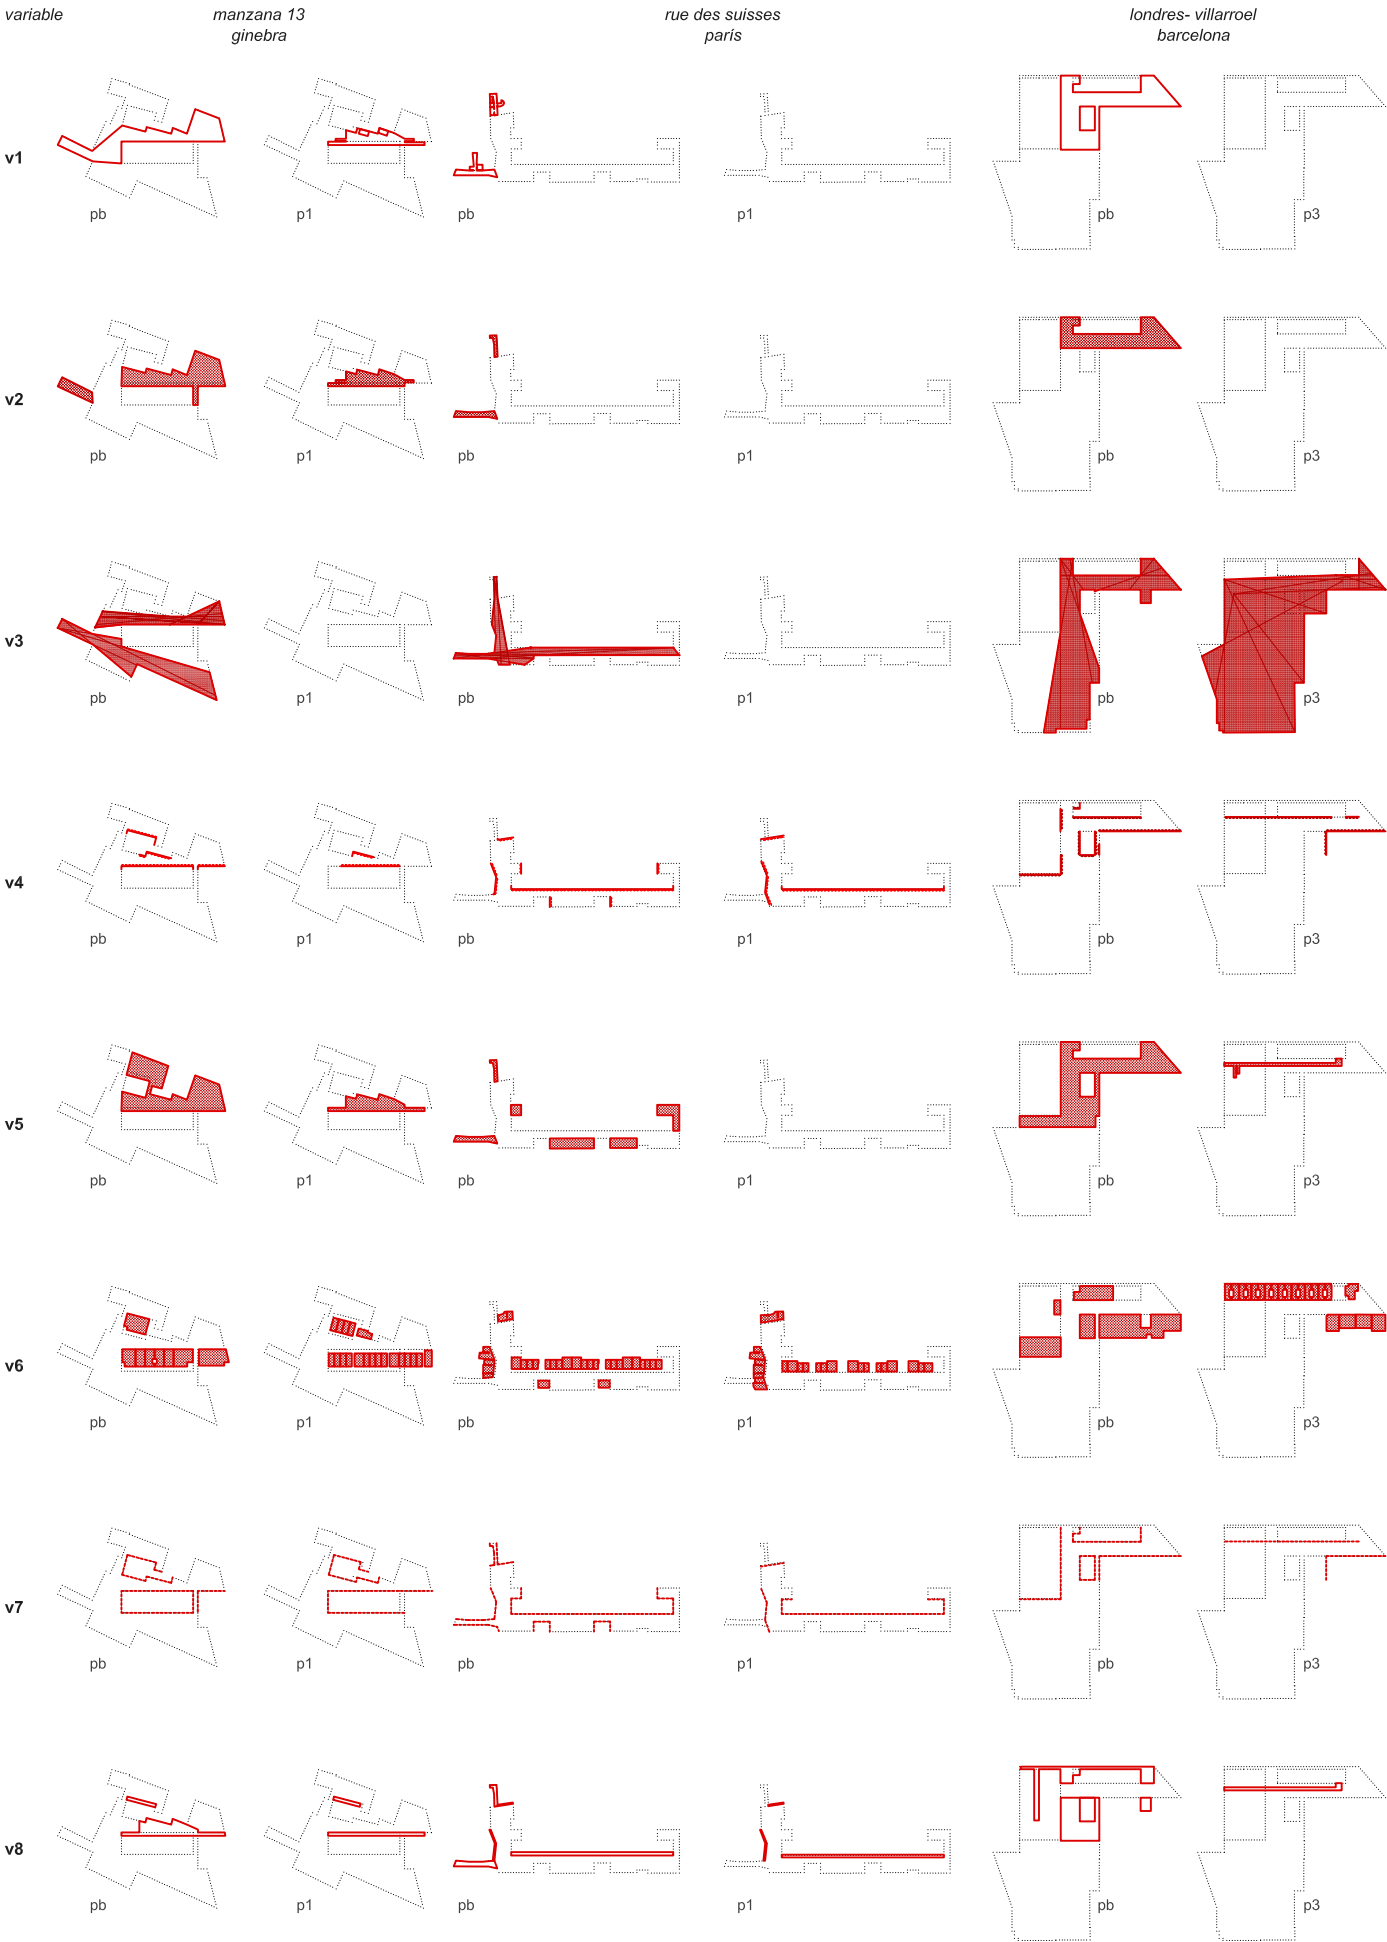 variable manzana 13 rue des suisses londres- villarroel
ginebra parís barcelona
v1
pb p1 pb p1 pb p3
v2
pb p1 pb p1 pb p3
v3
pb p1 pb p1 pb p3
v4
pb p1 pb p1 pb p3
v5
pb p1 pb p1 pb p3
v6
pb p1 pb p1 pb p3
v7
pb p1 pb p1 pb p3
v8
pb p1 pb p1 pb p3